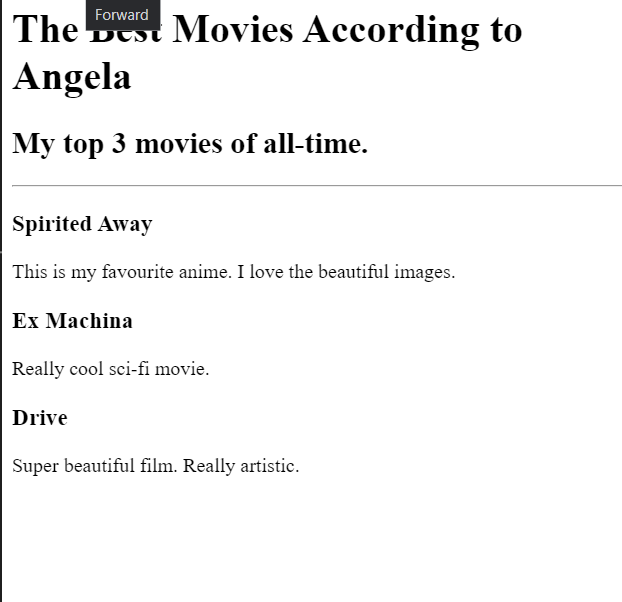 Forward
The Best Movies According to
Angela
My top 3 movies of all-time.
Spirited Away
This is my favourite anime. I love the beautiful images.
Ex Machina
Really cool sci-fi movie.
Drive
Super beautiful film. Really artistic.